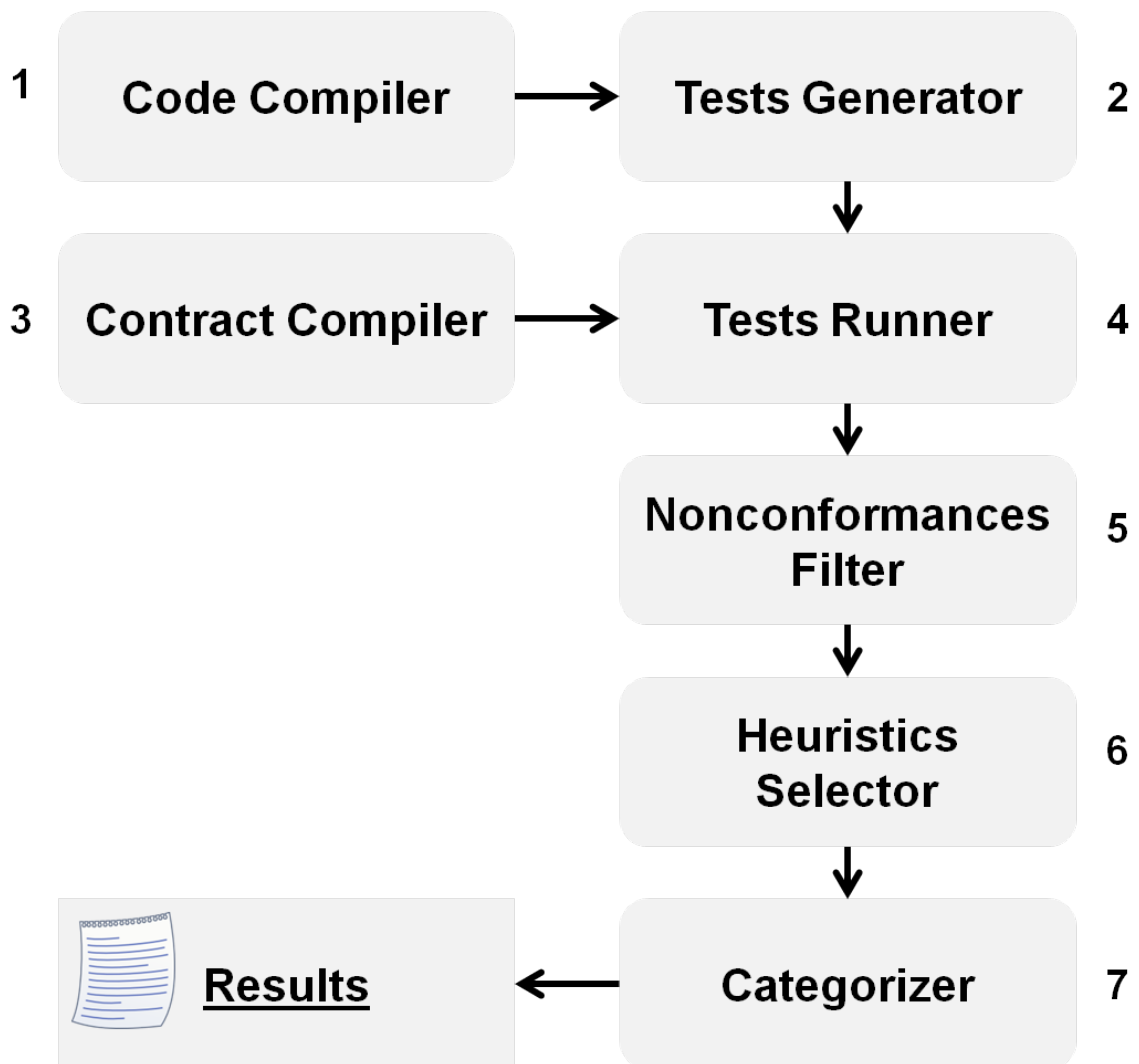 1
Code Compiler
Tests Generator
2
3
Contract Compiler
Tests Runner
4
Nonconformances
Filter
5
Heuristics
Selector
6
Results
Categorizer
7